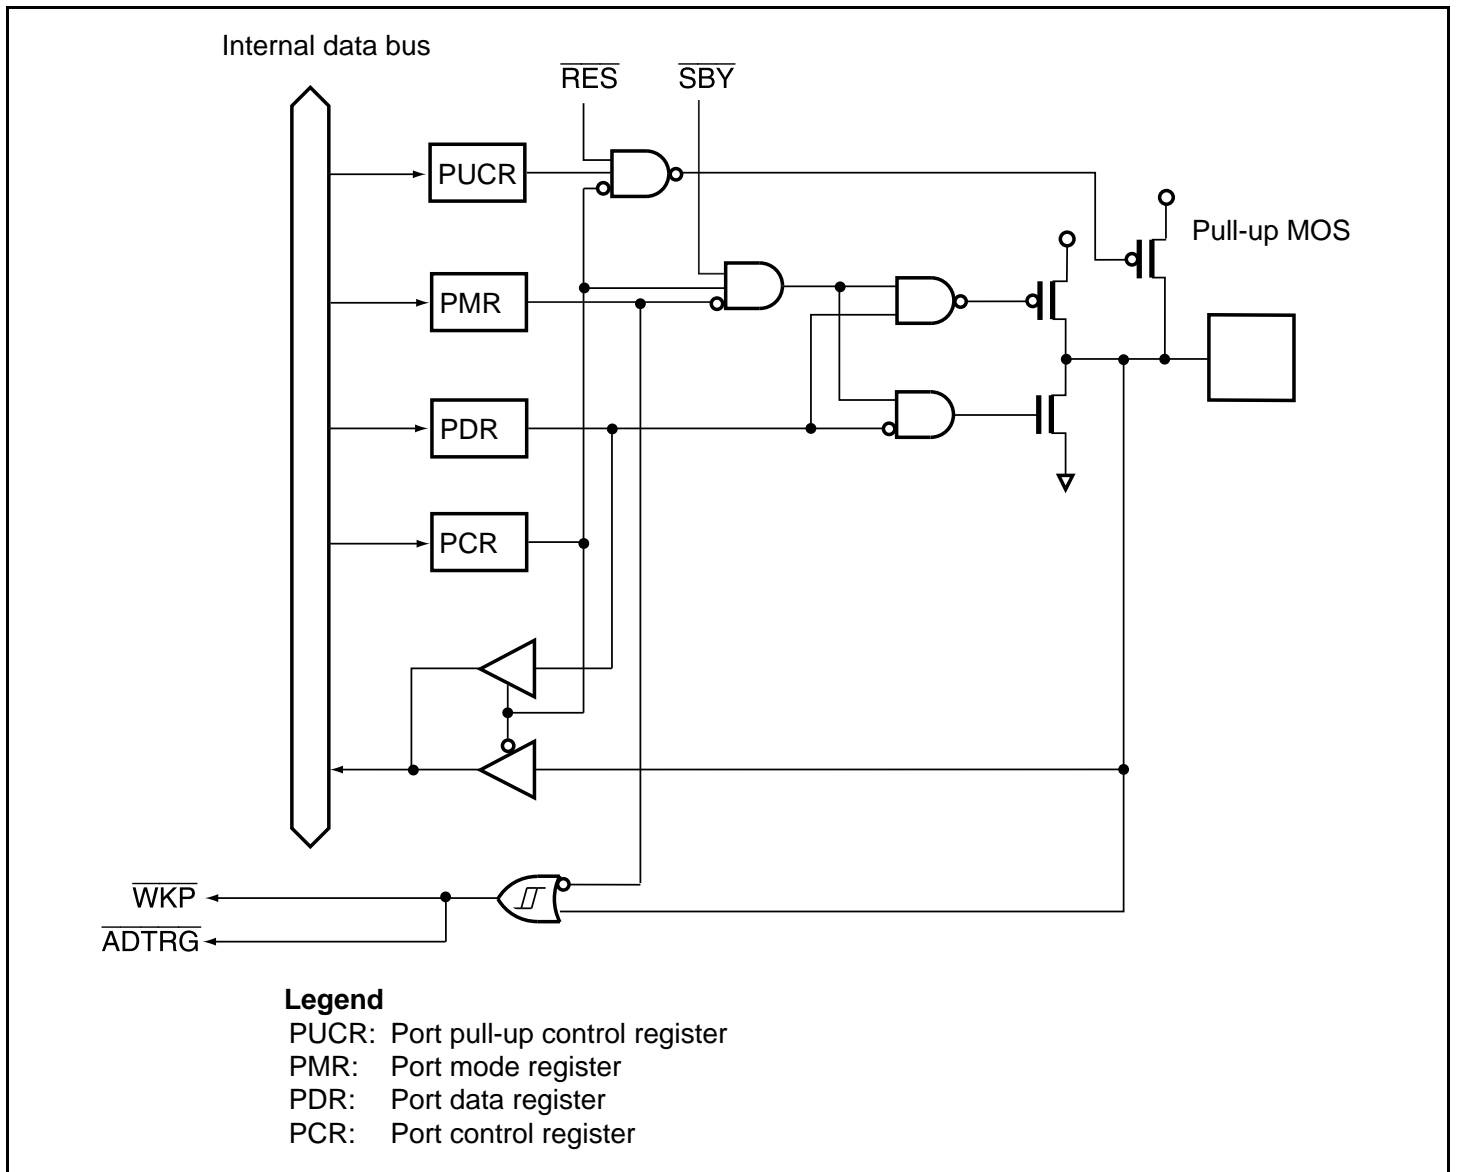 Internal data bus
RES
SBY
PUCR
Pull-up MOS
PMR
PDR
PCR
WKP
ADTRG
Legend
PUCR: Port pull-up control register
PMR: Port mode register
PDR: Port data register
PCR: Port control register